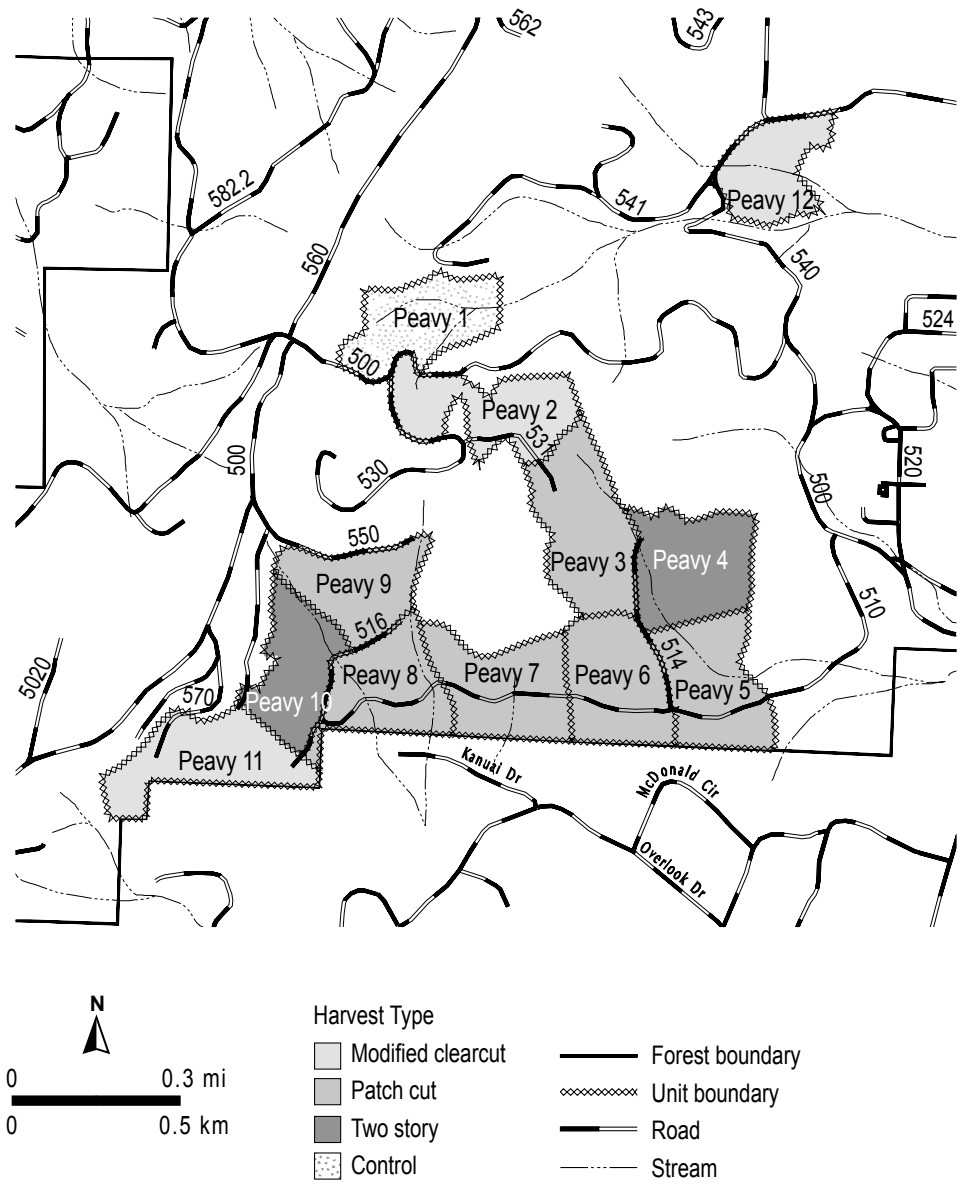 562
543
582.2
541
Peavy 12
560
540
Peavy 1
524
500
Peavy 2
531
500
530
520
500
550
Peavy 3
Peavy 4
Peavy 9
510
516
514
5020
Peavy 8
Peavy 7
Peavy 6
Peavy 5
570
Peavy 10
Peavy 11
Kanuai Dr
McDonald Cir
Overlook Dr
N
0 0.3 mi
0 0.5 km
Harvest Type
Modified clearcut
Patch cut
Two story
Control
Forest boundary
Unit boundary
Road
Stream